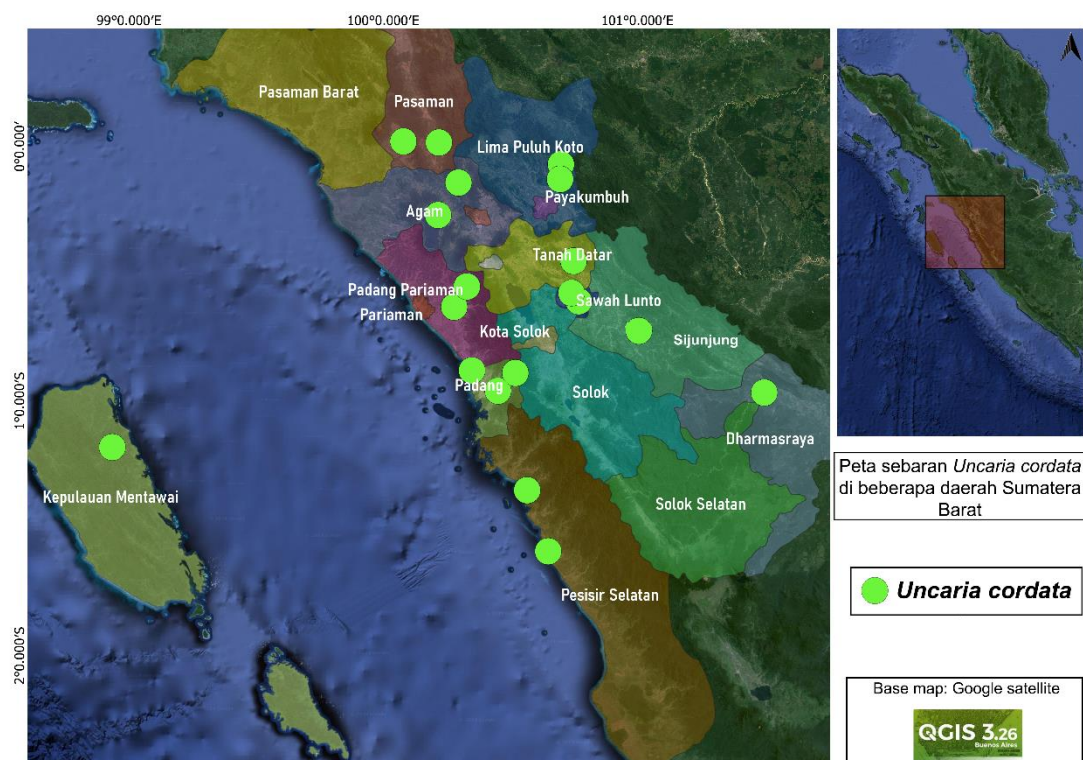 99°0.000′E
100°0.000′E
101°0.000′E
0°0.000′
1°0.000′S
2°0.000′S
Pasaman Barat
Pasaman
Lima Puluh Koto
Payakumbuh
Agam
Tanah Datar
Padang Pariaman
Sawah Lunto
Pariaman
Kota Solok
Sijunjung
Padang
Solok
Dharmasraya
Kepulauan Mentawai
Solok Selatan
Pesisir Selatan
Peta sebaran Uncaria cordata
di beberapa daerah Sumatera
Barat
Uncaria cordata
Base map: Google satellite
QGIS 3.26
Buenos Aires